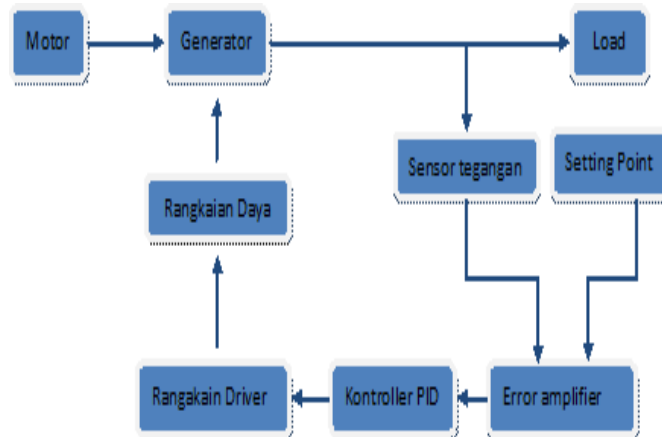 Motor
Generator
Load
Sensor tegangan
Setting Point
Rangkaian Daya
Rangakain Driver
Kontroller PID
Error amplifier